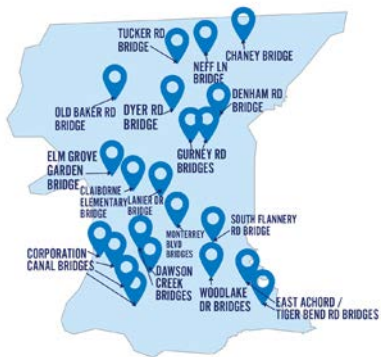 TUCKER RD
BRIDGE
NEFF LN
BRIDGE
CHANEY BRIDGE
OLD BAKER RD
BRIDGE
DYER RD
BRIDGE
DENHAM RD
BRIDGE
GURNEY RD
BRIDGES
ELM GROVE
GARDEN
BRIDGE
CLAIBORNE
ELEMENTARY
BRIDGE
LANIER DR
BRIDGE
MONTERREY
BLVD
BRIDGES
SOUTH FLANNERY
RD BRIDGE
CORPORATION
CANAL BRIDGES
DAWSON
CREEK
BRIDGES
WOODLAKE
DR BRIDGES
EAST ACHORD /
TIGER BEND RD BRIDGES